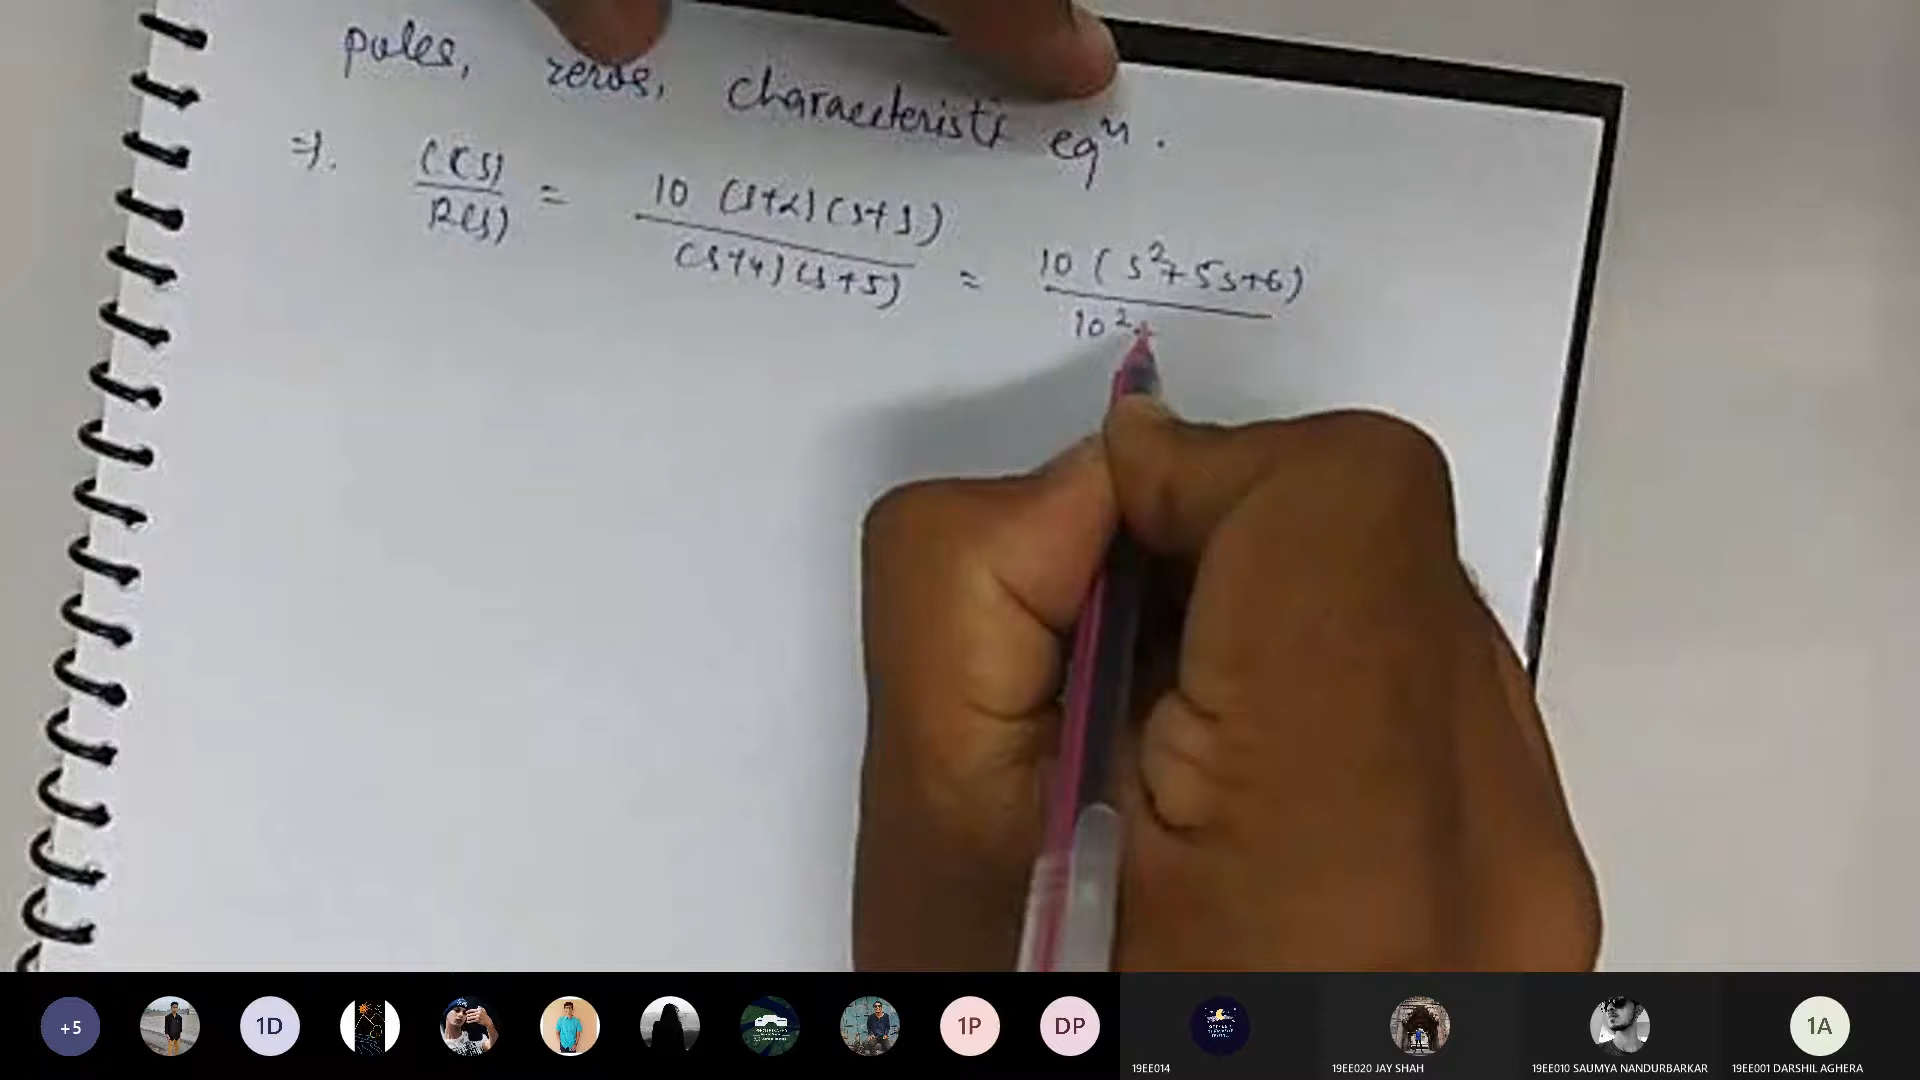 poles, zeros, characteristic eqⁿ.
⇒. C(s)/R(s) = 10 (s+2)(s+3) / (s+4)(s+5) = 10 (s²+5s+6) / 10²+
+5 1D 1P DP 1A
19EE014 19EE020 JAY SHAH 19EE010 SAUMYA NANDURBARKAR 19EE001 DARSHIL AGHERA